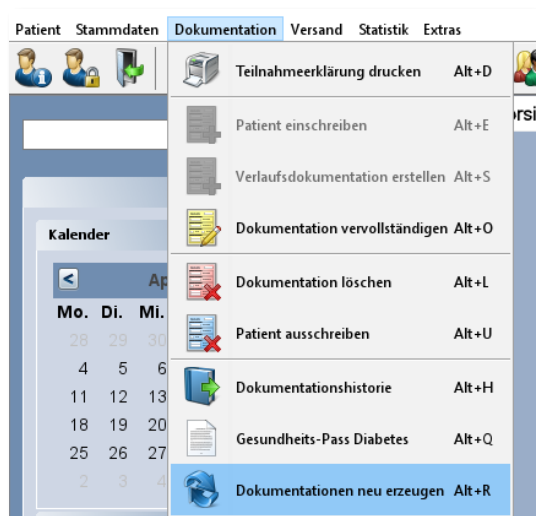 Patient Stammdaten Dokumentation Versand Statistik Extras
Teilnahmeerklärung drucken Alt+D
Patient einschreiben Alt+E
Verlaufsdokumentation erstellen Alt+S
Kalender
Dokumentation vervollständigen Alt+O
Dokumentation löschen Alt+L
Mo. Di. Mi.
Patient ausschreiben Alt+U
28 29 30
4 5 6
Dokumentationshistorie Alt+H
11 12 13
18 19 20
Gesundheits-Pass Diabetes Alt+Q
25 26 27
2 3 4
Dokumentationen neu erzeugen Alt+R